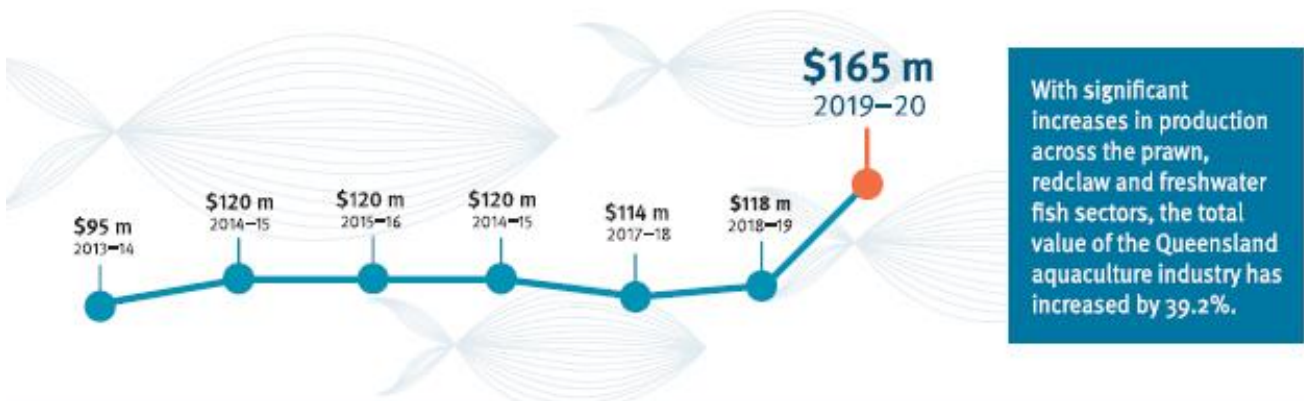 $95 m
2013–14
$120 m
2014–15
$120 m
2015–16
$120 m
2014–15
$114 m
2017–18
$118 m
2018–19
$165 m
2019–20
With significant
increases in production
across the prawn,
redclaw and freshwater
fish sectors, the total
value of the Queensland
aquaculture industry has
increased by 39.2%.